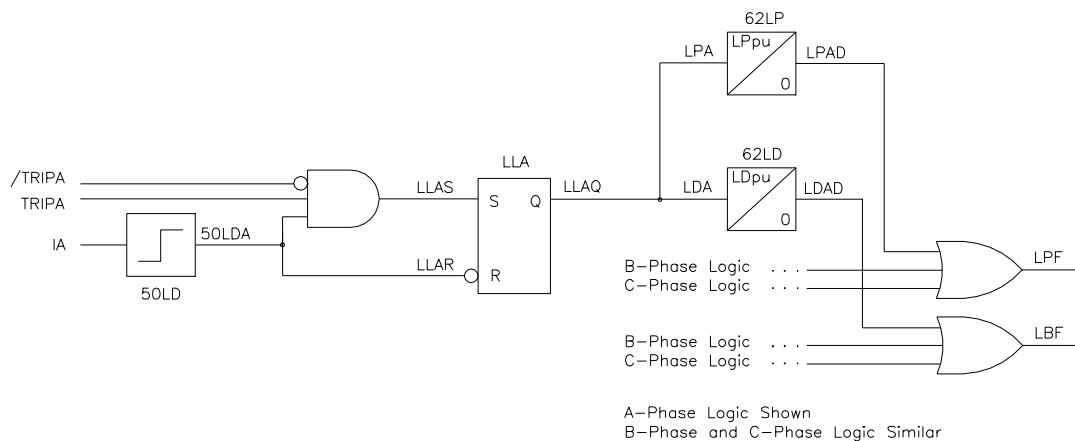 62LP
LPpu
0
LPA
LPAD
62LD
LDpu
0
LDA
LDAD
LLA
/TRIPA
TRIPA
LLAS
S
Q
LLAQ
IA
50LDA
50LD
LLAR
R
B-Phase Logic . . .
C-Phase Logic . . .
LPF
B-Phase Logic . . .
C-Phase Logic . . .
LBF
A-Phase Logic Shown
B-Phase and C-Phase Logic Similar